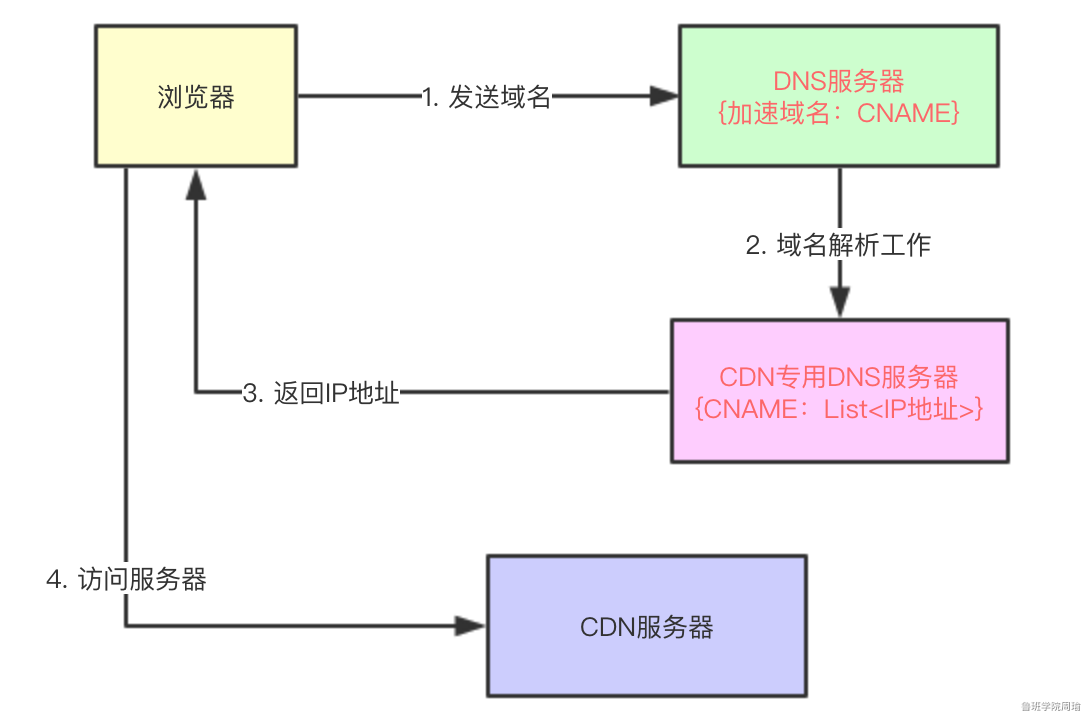 浏览器
1. 发送域名
DNS服务器
{加速域名：CNAME}
2. 域名解析工作
CDN专用DNS服务器
{CNAME：List<IP地址>}
3. 返回IP地址
4. 访问服务器
CDN服务器
鲁班学院周瑜